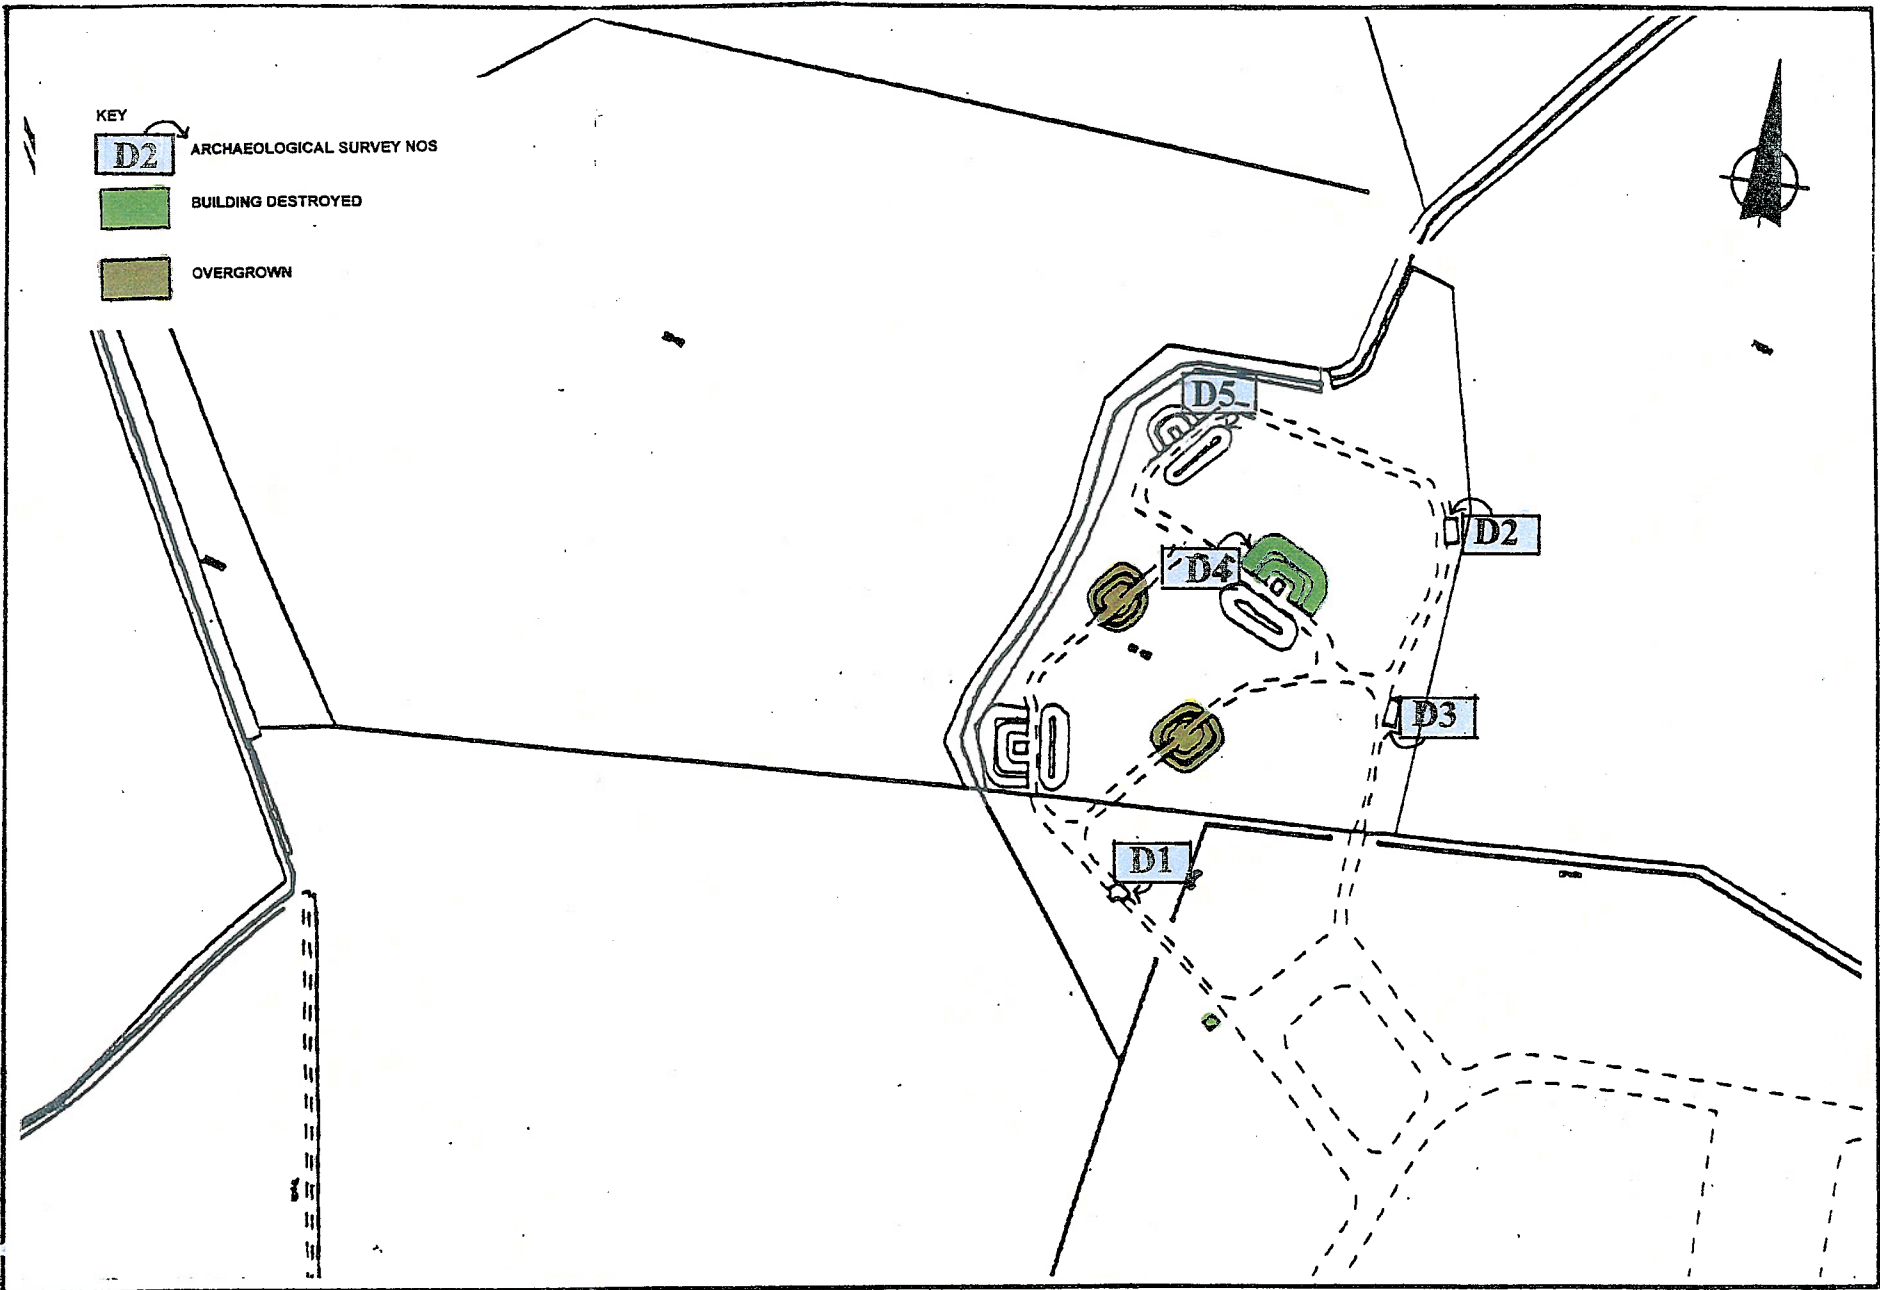 KEY
D2 ARCHAEOLOGICAL SURVEY NOS
BUILDING DESTROYED
OVERGROWN
D5
D2
D4
D3
D1